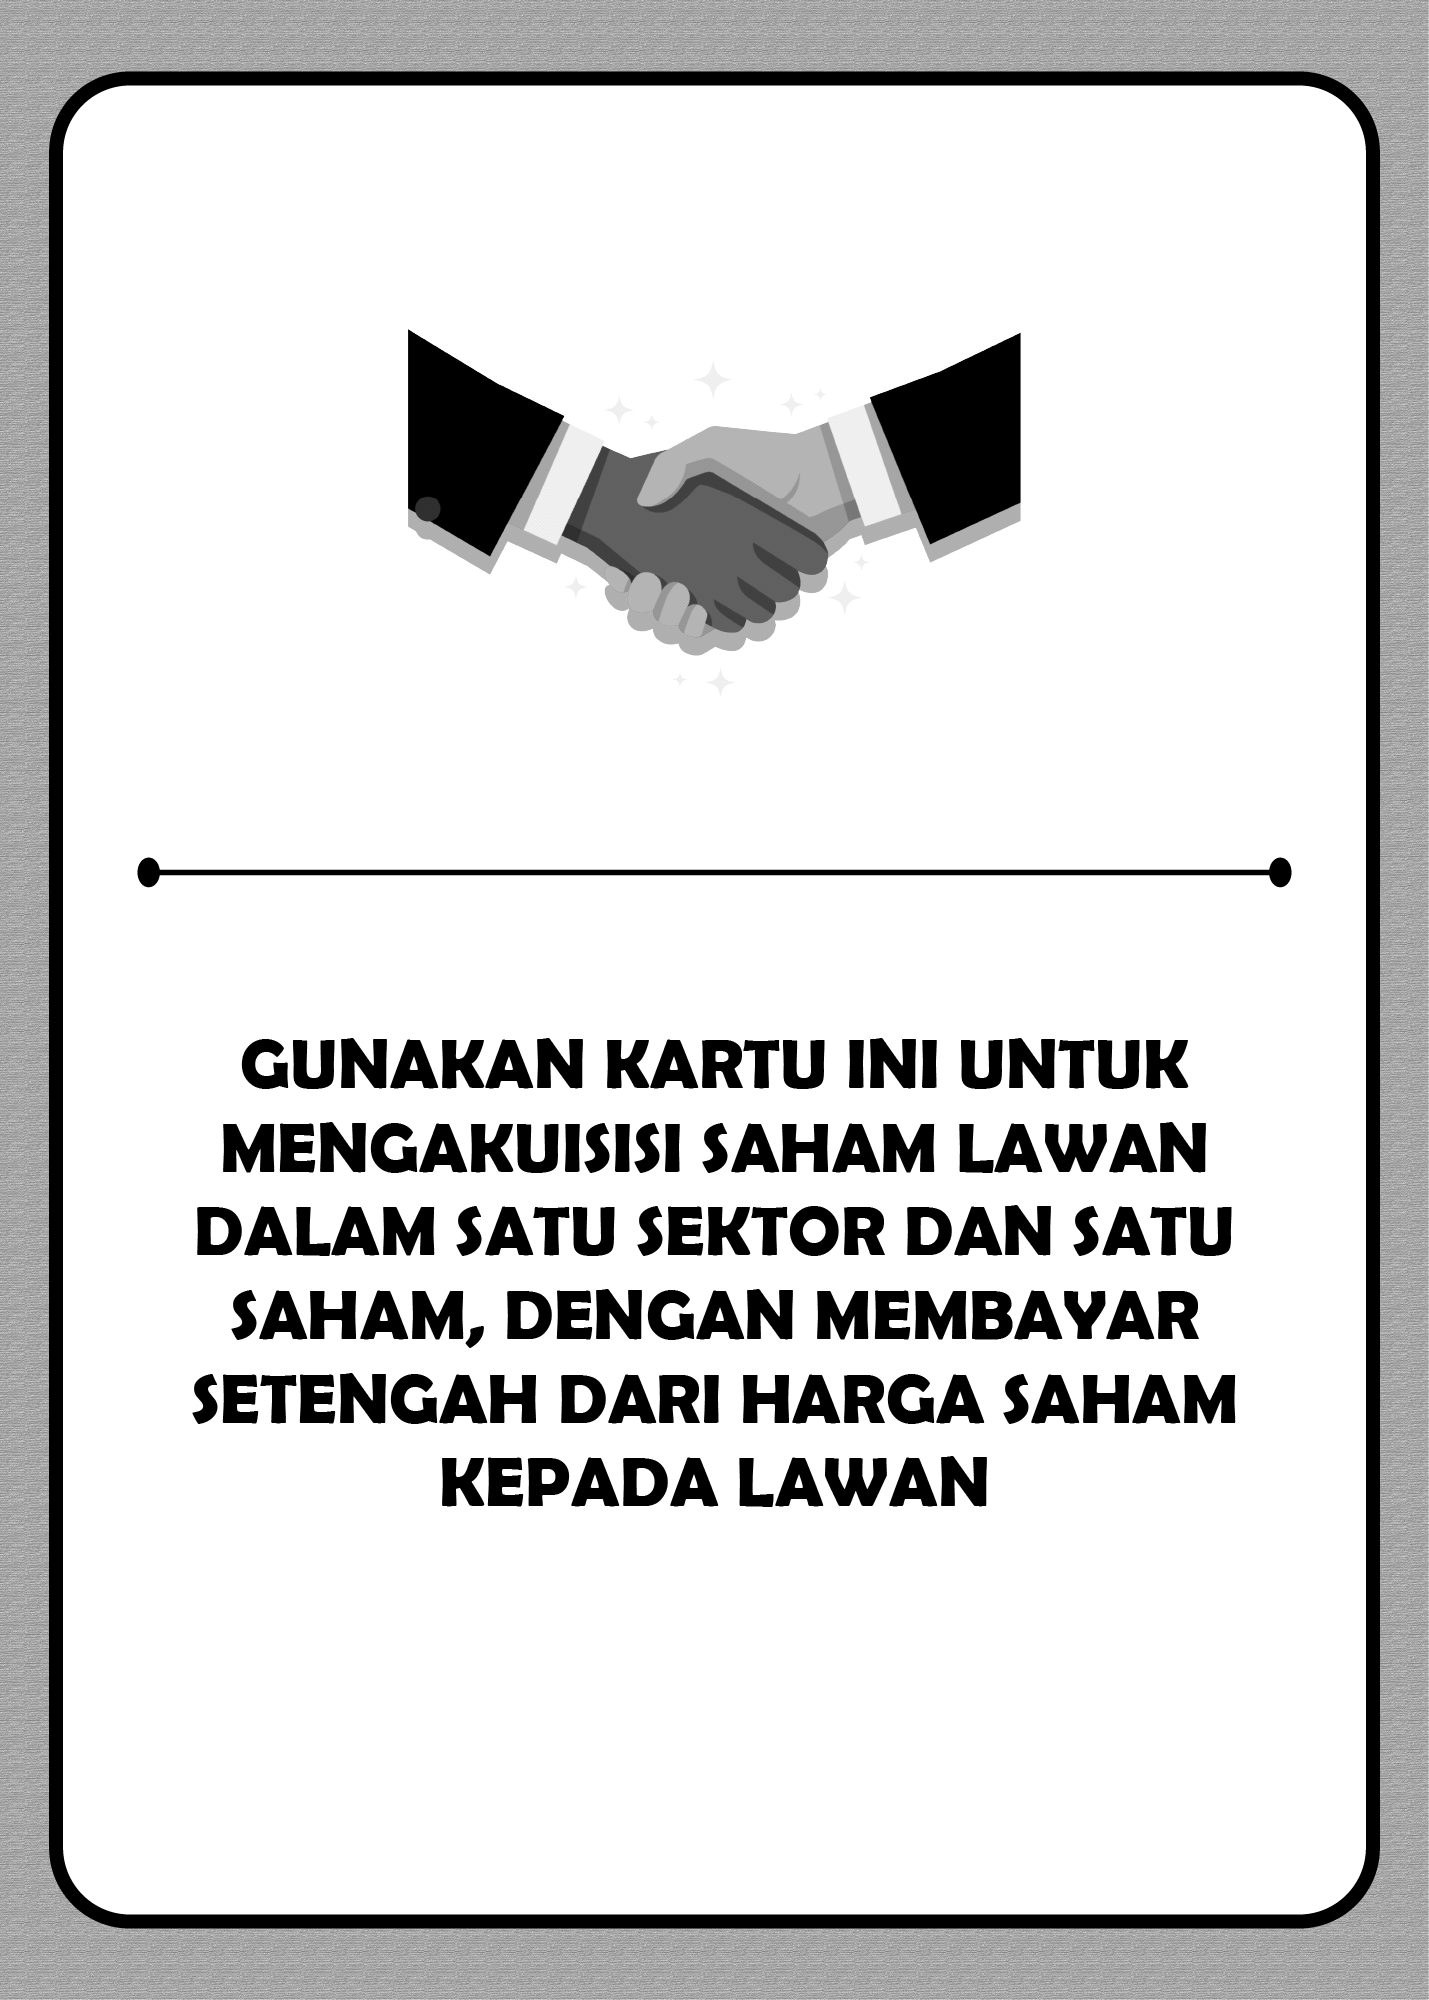 GUNAKAN KARTU INI UNTUK
MENGAKUISISI SAHAM LAWAN
DALAM SATU SEKTOR DAN SATU
SAHAM, DENGAN MEMBAYAR
SETENGAH DARI HARGA SAHAM
KEPADA LAWAN